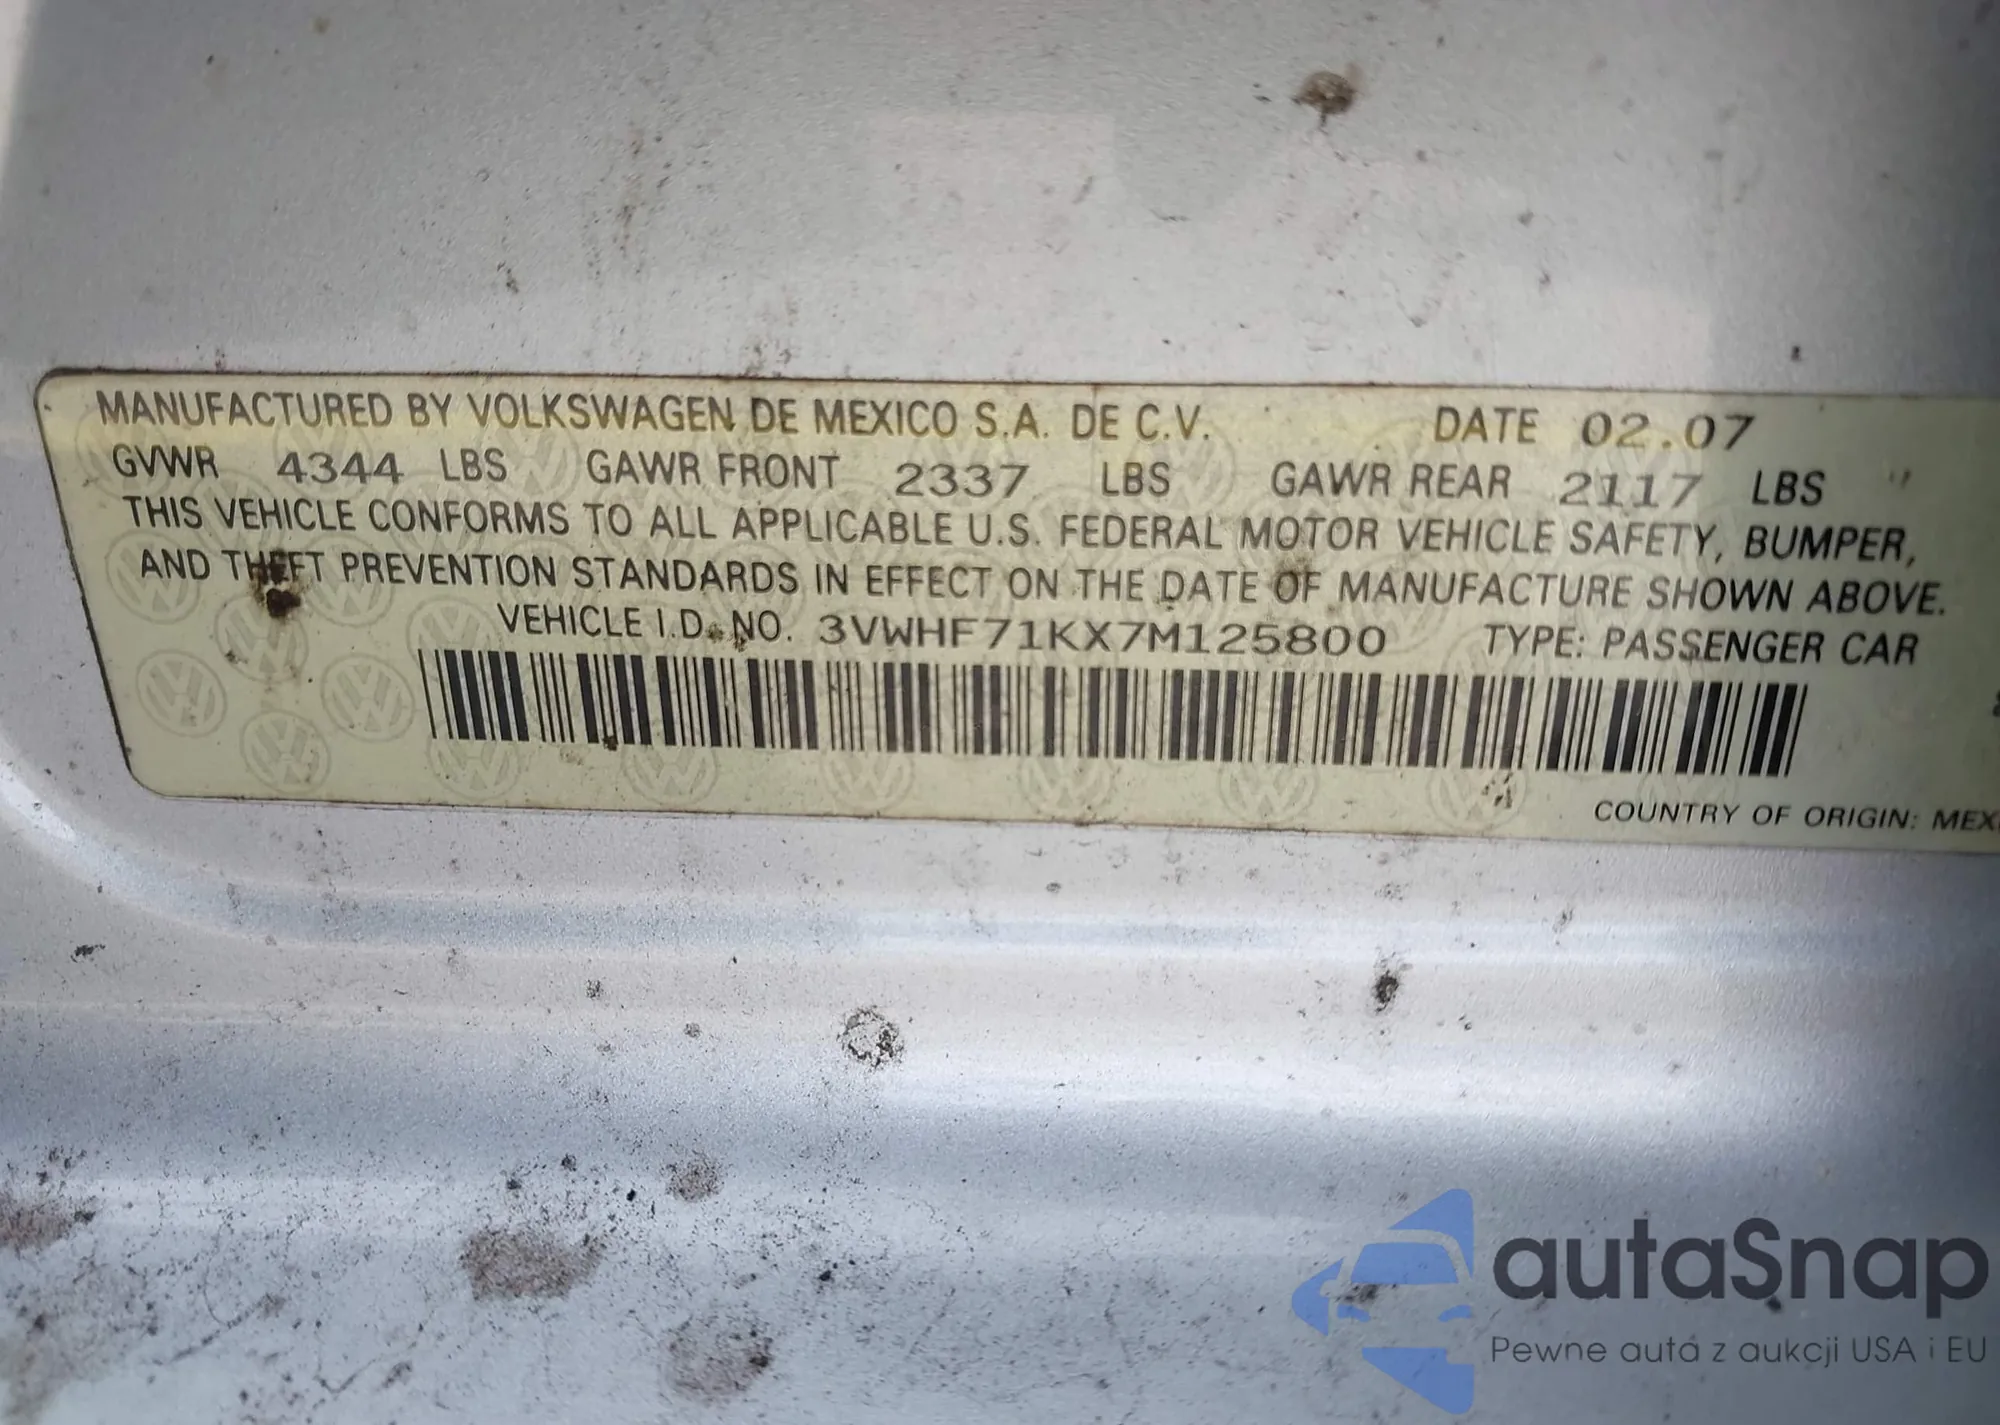 MANUFACTURED BY VOLKSWAGEN DE MEXICO S.A. DE C.V. DATE 02.07
GVWR 4344 LBS GAWR FRONT 2337 LBS GAWR REAR 2117 LBS
THIS VEHICLE CONFORMS TO ALL APPLICABLE U.S. FEDERAL MOTOR VEHICLE SAFETY, BUMPER,
AND THEFT PREVENTION STANDARDS IN EFFECT ON THE DATE OF MANUFACTURE SHOWN ABOVE.
VEHICLE I.D. NO. 3VWHF71KX7M125800 TYPE: PASSENGER CAR
COUNTRY OF ORIGIN: MEXI
autaSnap
Pewne auta z aukcji USA i EU